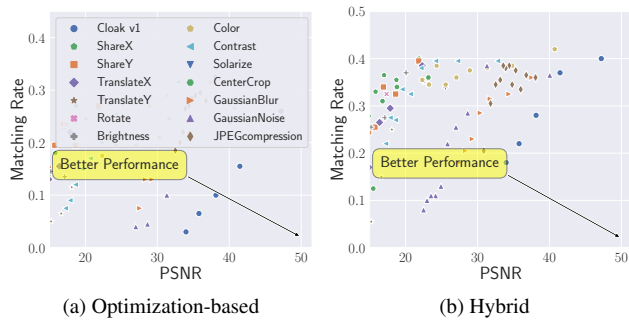 Matching Rate
0.4
0.3
0.2
0.1
0.0
Cloak v1
ShareX
ShareY
TranslateX
TranslateY
Rotate
Brightness
Color
Contrast
Solarize
CenterCrop
GaussianBlur
GaussianNoise
JPEGcompression
Better Performance
20 30 40 50
PSNR
(a) Optimization-based
Matching Rate
0.5
0.4
0.3
0.2
0.1
0.0
Better Performance
20 30 40 50
PSNR
(b) Hybrid